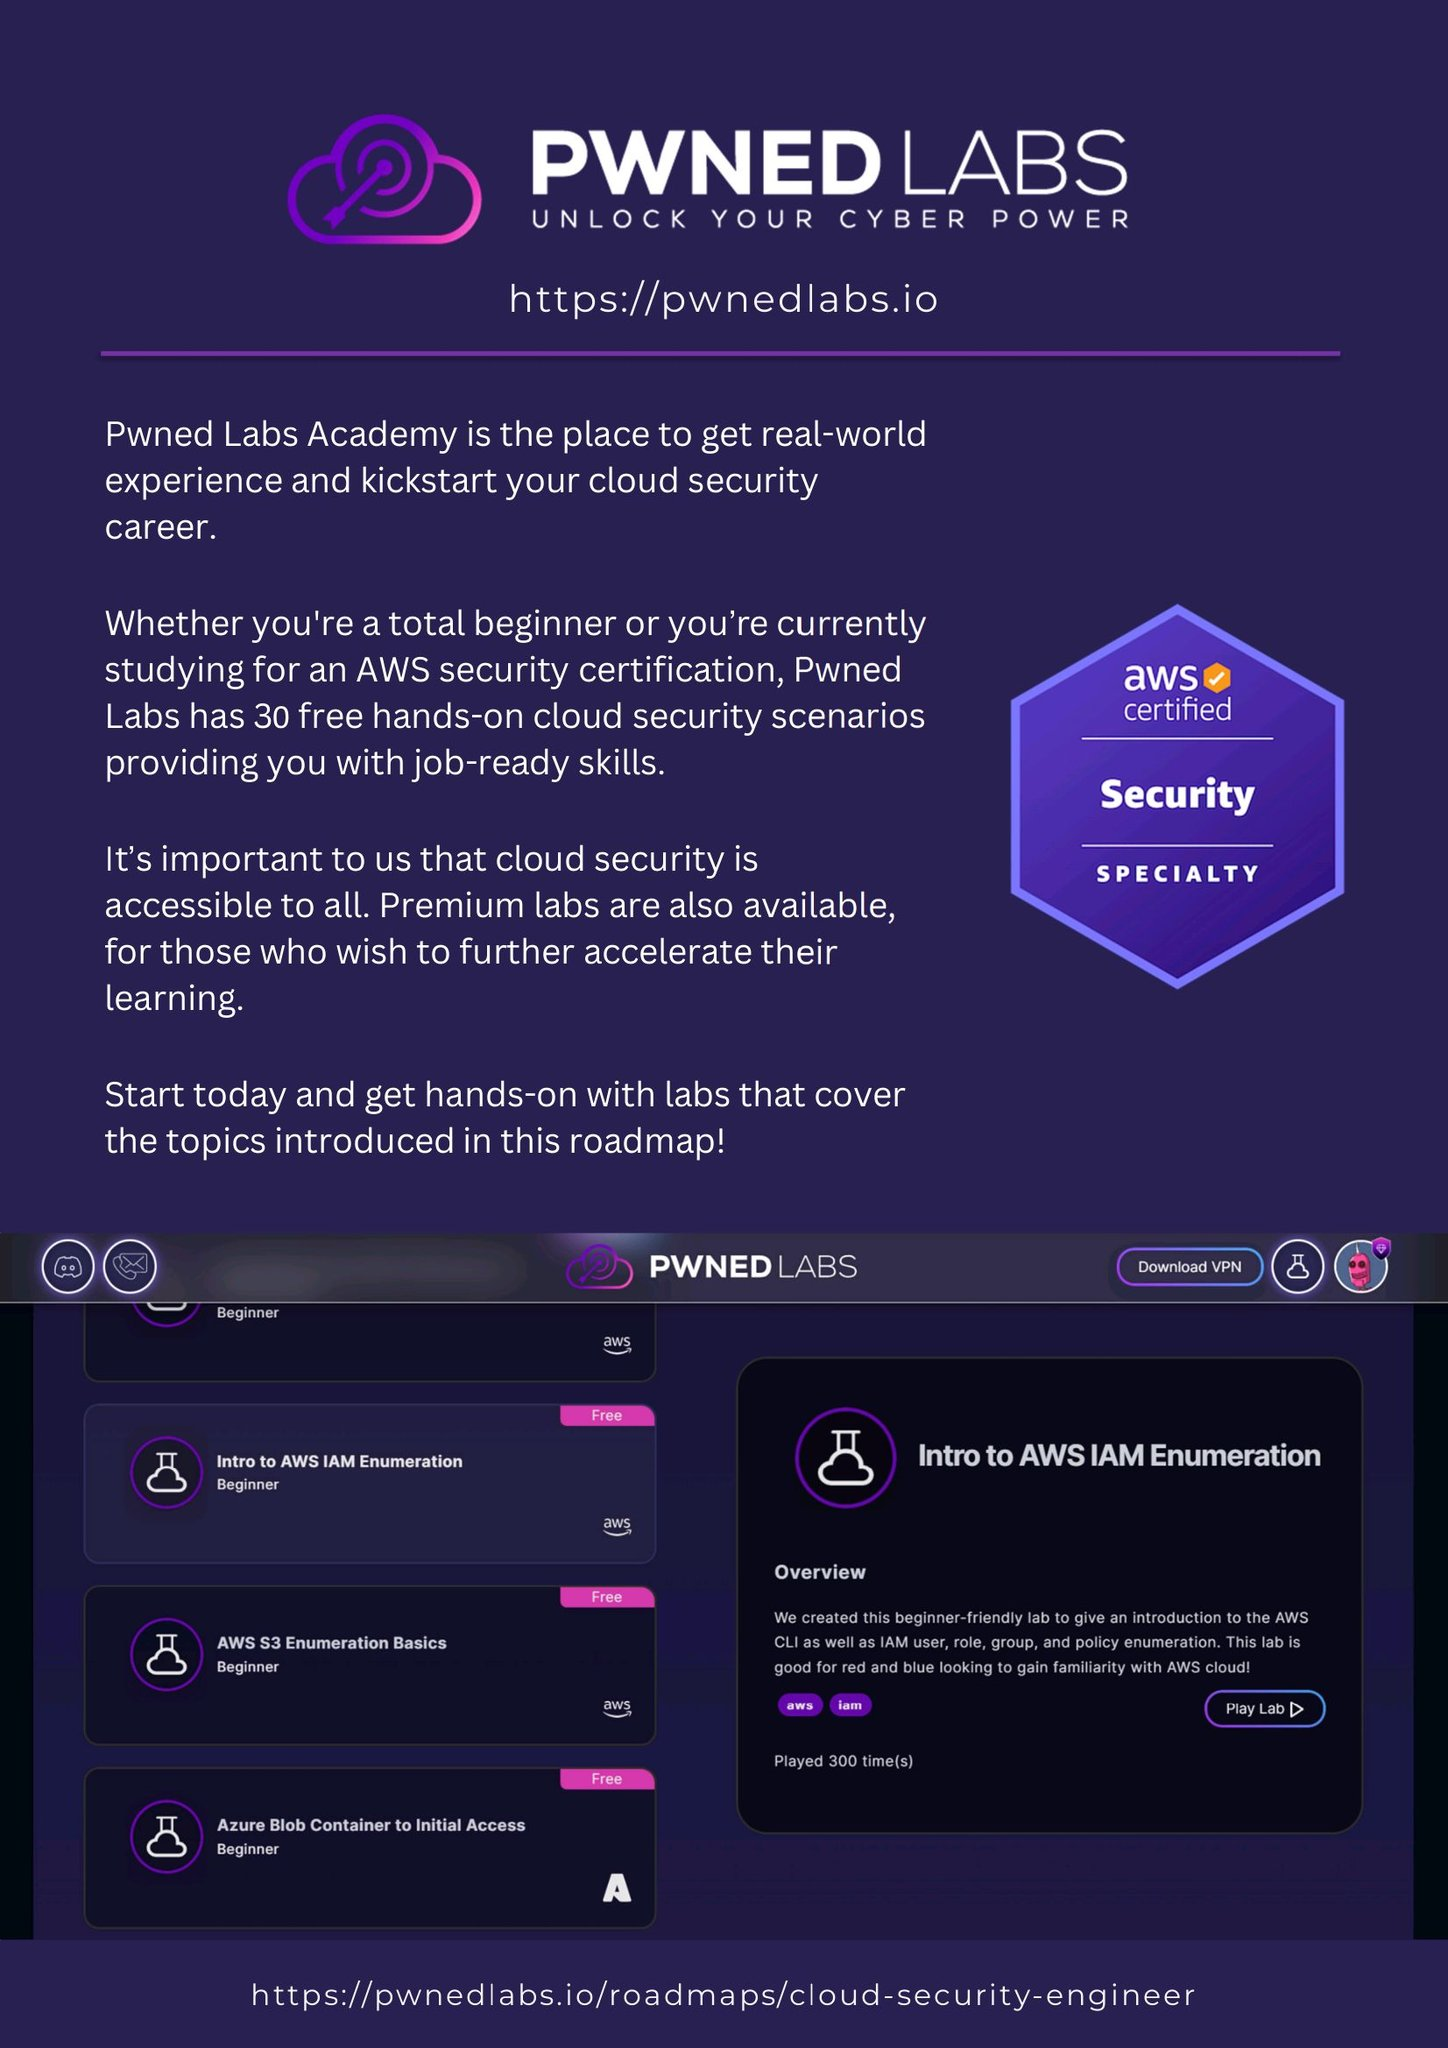 PWNED LABS
UNLOCK YOUR CYBER POWER
https://pwnedlabs.io
Pwned Labs Academy is the place to get real-world
experience and kickstart your cloud security
career.
Whether you're a total beginner or you’re currently
studying for an AWS security certification, Pwned
Labs has 30 free hands-on cloud security scenarios
providing you with job-ready skills.
It’s important to us that cloud security is
accessible to all. Premium labs are also available,
for those who wish to further accelerate their
learning.
Start today and get hands-on with labs that cover
the topics introduced in this roadmap!
aws
certified
Security
SPECIALTY
PWNED LABS
Download VPN
Beginner
aws
Free
Intro to AWS IAM Enumeration
Beginner
aws
Free
AWS S3 Enumeration Basics
Beginner
aws
Free
Azure Blob Container to Initial Access
Beginner
Intro to AWS IAM Enumeration
Overview
We created this beginner-friendly lab to give an introduction to the AWS
CLI as well as IAM user, role, group, and policy enumeration. This lab is
good for red and blue looking to gain familiarity with AWS cloud!
aws iam
Play Lab
Played 300 time(s)
https://pwnedlabs.io/roadmaps/cloud-security-engineer